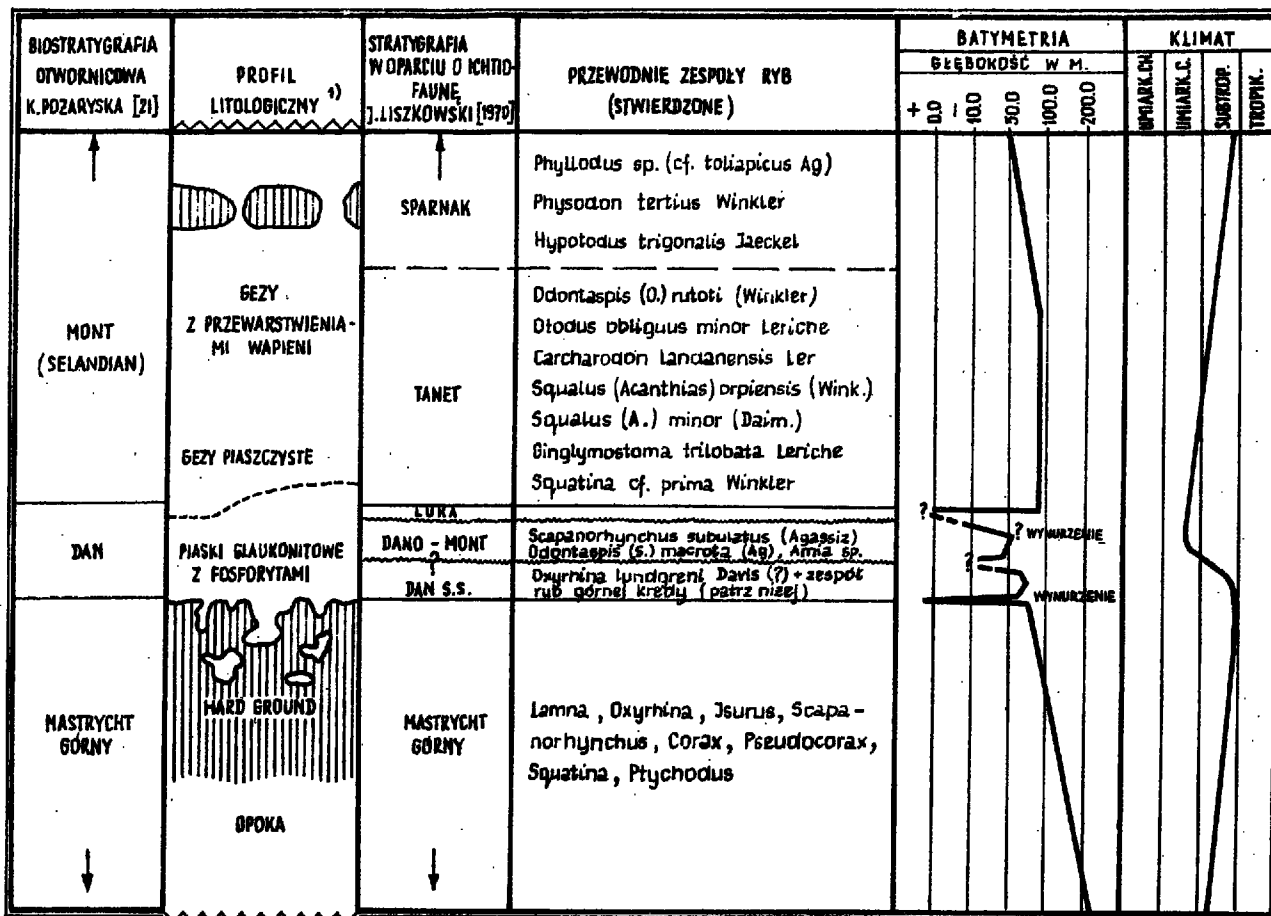 BIOSTRATYGRAFIA
OTWORNICOWA
K.POZARYSKA [21]
PROFIL
LITOLOGICZNY 1)
STRATYGRAFIA
W OPARCIU O ICHTIO-
FAUNĘ
J.LISZKOWSKI [1970]
PRZEWODNIE ZESPOŁY RYB
(STWIERDZONE)
BATYMETRIA
GŁĘBOKOŚĆ W M.
+ 0.0 - 10.0 50.0 100.0 200.0
KLIMAT
UMIARK.CH.
UMIARK.C.
SUBTROP.
TROPIK.
MONT
(SELANDIAN)
DAN
MASTRYCHT
GÓRNY
GEZY
Z PRZEWARSTWIENIA-
MI WAPIENI
GEZY PIASZCZYSTE
PIASKI GLAUKONITOWE
Z FOSFORYTAMI
HARD GROUND
OPOKA
SPARNAK
TANET
LUKA
DANO - MONT
?
DAN S.S.
MASTRYCHT
GÓRNY
Phyllodus sp. (cf. toliapicus Ag)
Physodon tertius Winkler
Hypotodus trigonalis Jaeckel
Odontaspis (O.) rutoti (Winkler)
Otodus obliguus minor Leriche
Carcharodon landanensis Ler
Squalus (Acanthias) orpiensis (Wink.)
Squalus (A.) minor (Daim.)
Ginglymostoma trilobata Leriche
Squatina cf. prima Winkler
Scapanorhynchus subulatus (Agassiz)
Odontaspis (S.) macrota (Ag), Amia sp.
Oxyrhina lundgreni Davis (?) + zespół
ryb górnej kredy (patrz niżej)
Lamna, Oxyrhina, Isurus, Scapa-
norhynchus, Corax, Pseudocorax,
Squatina, Ptychodus
?
? WYNURZENIE
?
WYNURZENIE